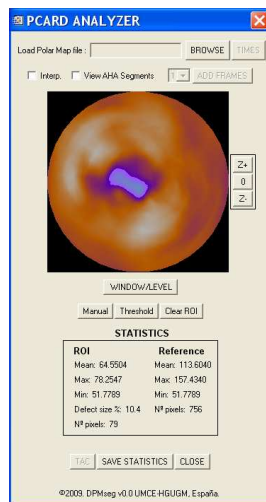 PCARD ANALYZER
Load Polar Map file : BROWSE TIMES
Interp. View AHA Segments 1 ADD FRAMES
Z+
0
Z-
WINDOW/LEVEL
Manual Threshold Clear ROI
STATISTICS
ROI Reference
Mean: 64.5504 Mean: 113.6040
Max: 78.2547 Max: 157.4340
Min: 51.7789 Min: 51.7789
Defect size %: 10.4 Nº pixels: 756
Nº pixels: 79
TAC SAVE STATISTICS CLOSE
©2009. DPMseg v0.0 UMCE-HGUGM, España.